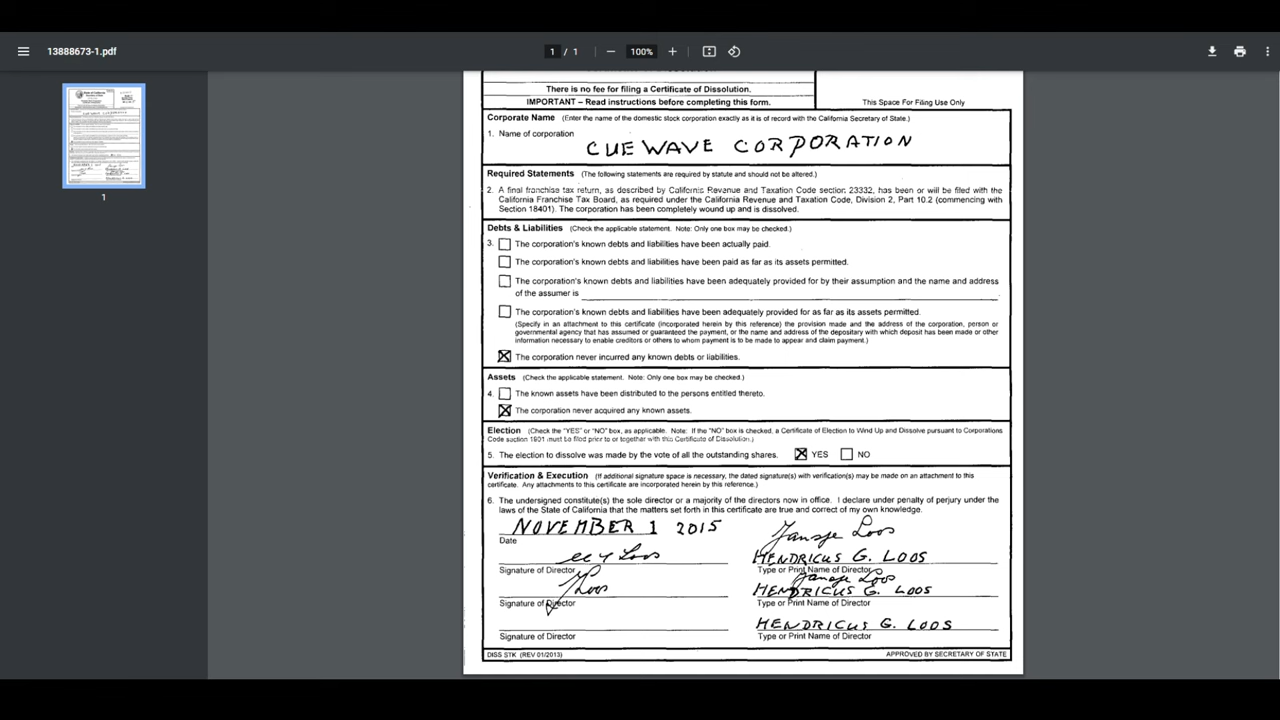 13888673-1.pdf
1 / 1
100%
1
There is no fee for filing a Certificate of Dissolution.
IMPORTANT – Read instructions before completing this form.
This Space For Filing Use Only
Corporate Name (Enter the name of the domestic stock corporation exactly as it is of record with the California Secretary of State.)
1. Name of corporation
CUEWAVE CORPORATION
Required Statements (The following statements are required by statute and should not be altered.)
2. A final franchise tax return, as described by California Revenue and Taxation Code section 23332, has been or will be filed with the
California Franchise Tax Board, as required under the California Revenue and Taxation Code, Division 2, Part 10.2 (commencing with
Section 18401). The corporation has been completely wound up and is dissolved.
Debts & Liabilities (Check the applicable statement. Note: Only one box may be checked.)
3. The corporation's known debts and liabilities have been actually paid.
The corporation's known debts and liabilities have been paid as far as its assets permitted.
The corporation's known debts and liabilities have been adequately provided for by their assumption and the name and address
of the assumer is
The corporation's known debts and liabilities have been adequately provided for as far as its assets permitted.
(Specify in an attachment to this certificate (incorporated herein by this reference) the provision made and the address of the corporation, person or
governmental agency that has assumed or guaranteed the payment, or the name and address of the depositary with which deposit has been made or other
information necessary to enable creditors or others to whom payment is to be made to appear and claim payment.)
The corporation never incurred any known debts or liabilities.
Assets (Check the applicable statement. Note: Only one box may be checked.)
4. The known assets have been distributed to the persons entitled thereto.
The corporation never acquired any known assets.
Election (Check the "YES" or "NO" box, as applicable. Note: If the "NO" box is checked, a Certificate of Election to Wind Up and Dissolve pursuant to Corporations
Code section 1901 must be filed prior to or together with this Certificate of Dissolution.)
5. The election to dissolve was made by the vote of all the outstanding shares. YES NO
Verification & Execution (If additional signature space is necessary, the dated signature(s) with verification(s) may be made on an attachment to this
certificate. Any attachments to this certificate are incorporated herein by this reference.)
6. The undersigned constitute(s) the sole director or a majority of the directors now in office. I declare under penalty of perjury under the
laws of the State of California that the matters set forth in this certificate are true and correct of my own knowledge.
NOVEMBER 1 2015 Loos
Date
Loos HENDRICUS G. LOOS
Signature of Director Type or Print Name of Director
Loos Loos
HENDRICUS G. LOOS
Signature of Director Type or Print Name of Director
HENDRICUS G. LOOS
Signature of Director Type or Print Name of Director
DISS STK (REV 01/2013) APPROVED BY SECRETARY OF STATE